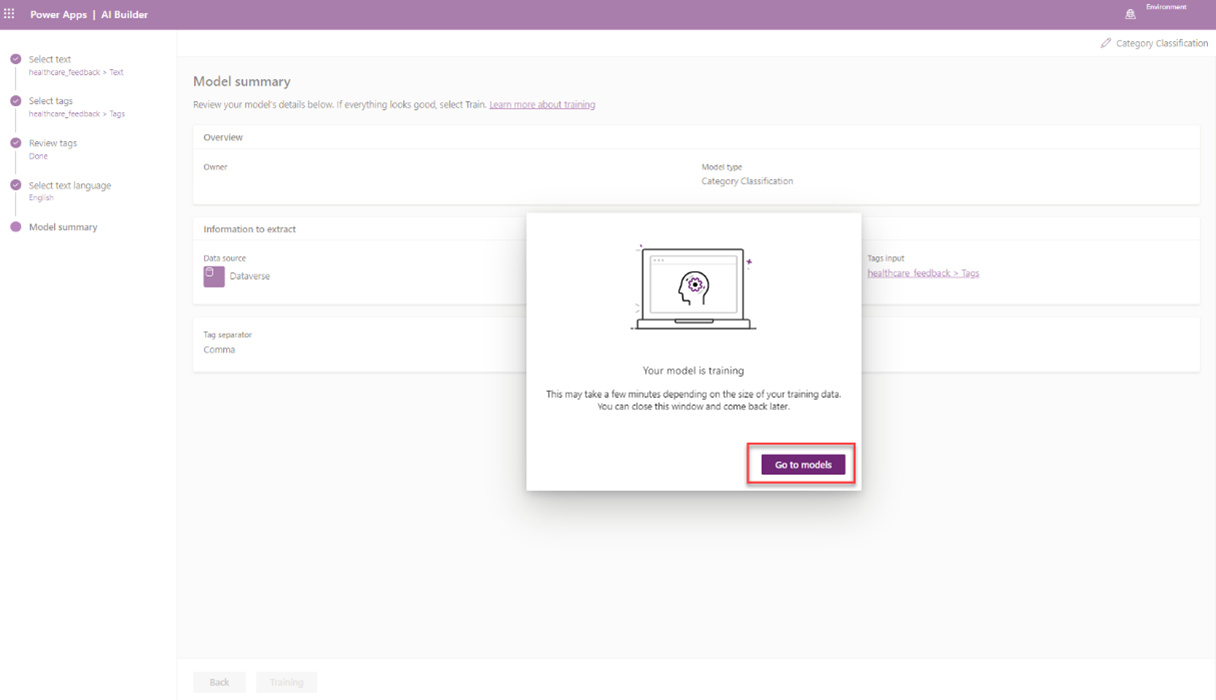 Power Apps | AI Builder
Environment
Select text
healthcare_feedback > Text
Select tags
healthcare_feedback > Tags
Review tags
Done
Select text language
English
Model summary
Category Classification
Model summary
Review your model's details below. If everything looks good, select Train. Learn more about training
Overview
Owner
Model type
Category Classification
Information to extract
Data source
Dataverse
Tags input
healthcare_feedback > Tags
Tag separator
Comma
Your model is training
This may take a few minutes depending on the size of your training data.
You can close this window and come back later.
Go to models
Back
Training